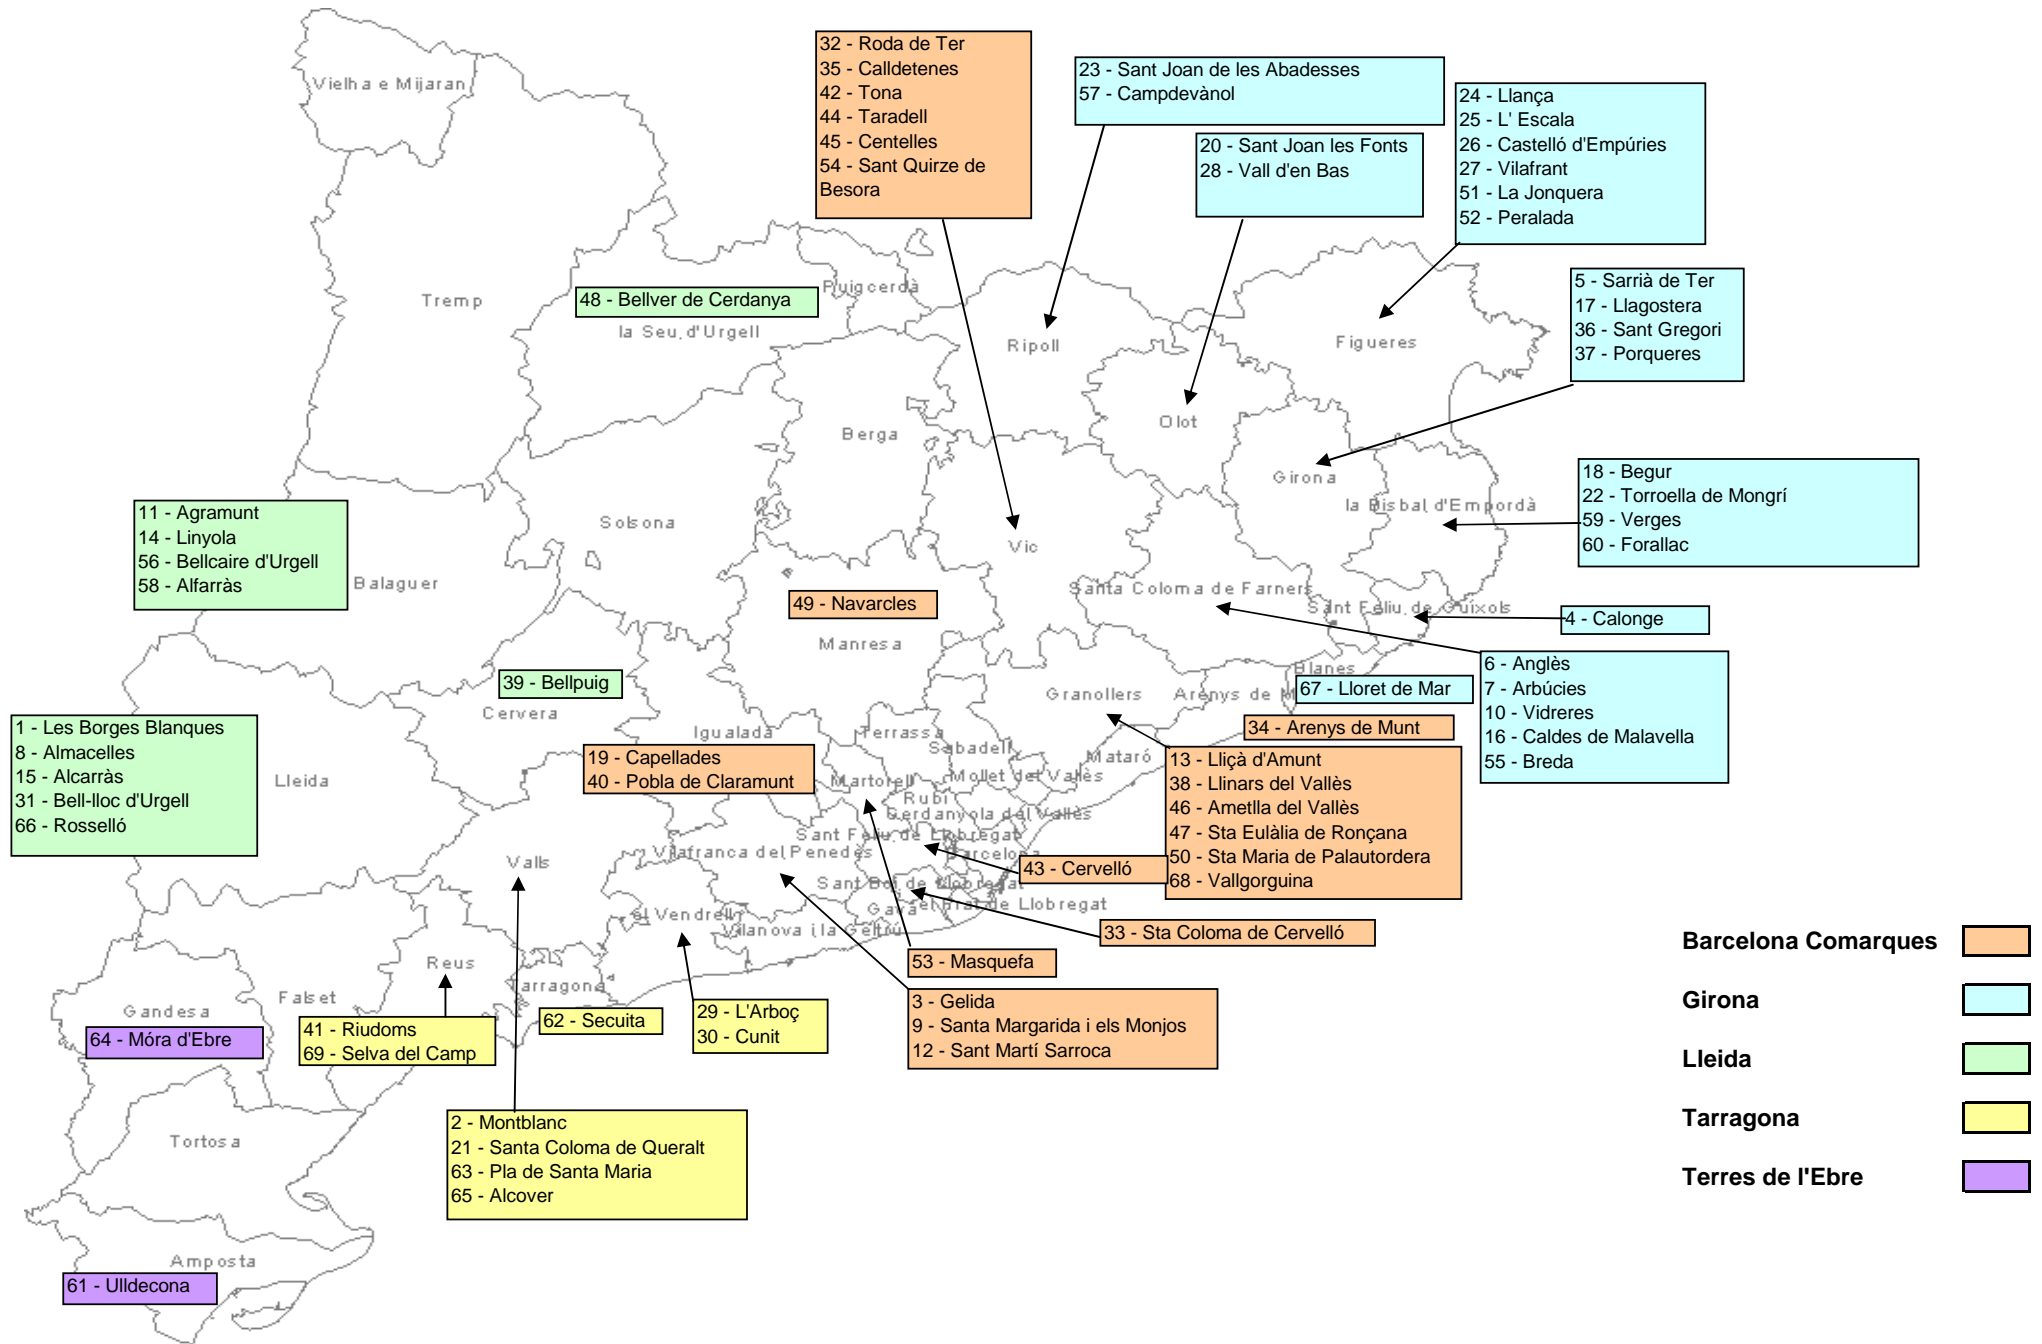 32 - Roda de Ter
35 - Calldetenes
42 - Tona
44 - Taradell
45 - Centelles
54 - Sant Quirze de
Besora
23 - Sant Joan de les Abadesses
57 - Campdevànol
24 - Llança
25 - L' Escala
26 - Castelló d'Empúries
27 - Vilafrant
51 - La Jonquera
52 - Peralada
20 - Sant Joan les Fonts
28 - Vall d'en Bas
5 - Sarrià de Ter
17 - Llagostera
36 - Sant Gregori
37 - Porqueres
Vielha e Mijaran
Tremp
48 - Bellver de Cerdanya
Puigcerdà
la Seu d'Urgell
Ripoll
Figueres
Olot
Berga
Girona
18 - Begur
22 - Torroella de Mongrí
59 - Verges
60 - Forallac
la Bisbal d'Empordà
11 - Agramunt
14 - Linyola
56 - Bellcaire d'Urgell
58 - Alfarràs
Solsona
Vic
Balaguer
49 - Navarcles
Santa Coloma de Farners
Sant Feliu de Guíxols
4 - Calonge
Manresa
6 - Anglès
7 - Arbúcies
10 - Vidreres
16 - Caldes de Malavella
55 - Breda
Blanes
39 - Bellpuig
67 - Lloret de Mar
Granollers
Arenys de M
Cervera
1 - Les Borges Blanques
8 - Almacelles
15 - Alcarràs
31 - Bell-lloc d'Urgell
66 - Rosselló
34 - Arenys de Munt
Igualada
Terrassa
Sabadell
Mataró
19 - Capellades
40 - Pobla de Claramunt
13 - Lliçà d'Amunt
38 - Llinars del Vallès
46 - Ametlla del Vallès
47 - Sta Eulàlia de Ronçana
50 - Sta Maria de Palautordera
68 - Vallgorguina
Lleida
Martorell
Mollet del Vallès
Rubí
Cerdanyola del Vallès
Sant Feliu de Llobregat
Vilafranca del Penedès
Barcelona
Valls
43 - Cervelló
Sant Boi de Llobregat
Gavà
el Prat de Llobregat
el Vendrell
Vilanova i la Geltrú
33 - Sta Coloma de Cervelló
53 - Masquefa
Reus
Tarragona
Falset
Gandesa
3 - Gelida
9 - Santa Margarida i els Monjos
12 - Sant Martí Sarroca
29 - L'Arboç
30 - Cunit
62 - Secuita
41 - Riudoms
69 - Selva del Camp
64 - Móra d'Ebre
2 - Montblanc
21 - Santa Coloma de Queralt
63 - Pla de Santa Maria
65 - Alcover
Tortosa
Amposta
61 - Ulldecona
Barcelona Comarques
Girona
Lleida
Tarragona
Terres de l'Ebre